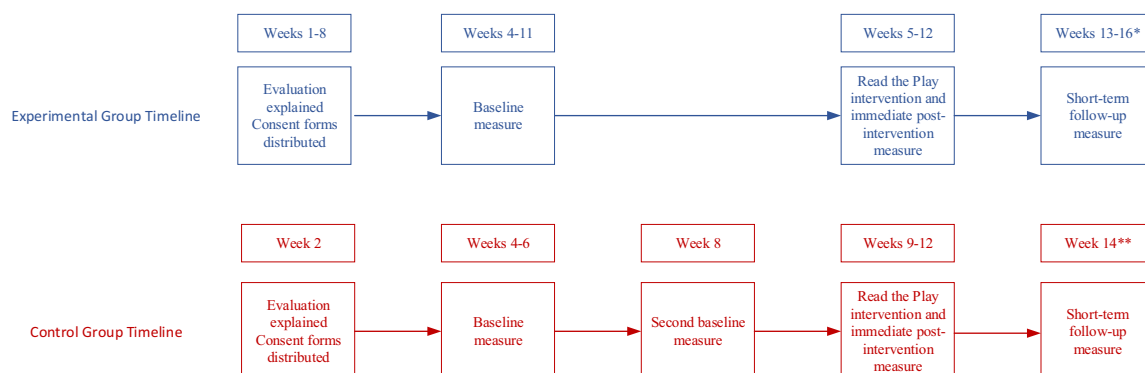 Weeks 1-8
Weeks 4-11
Weeks 5-12
Weeks 13-16*
Experimental Group Timeline
Evaluation
explained
Consent forms
distributed
Baseline
measure
Read the Play
intervention and
immediate post-
intervention
measure
Short-term
follow-up
measure
Week 2
Weeks 4-6
Week 8
Weeks 9-12
Week 14**
Control Group Timeline
Evaluation
explained
Consent forms
distributed
Baseline
measure
Second baseline
measure
Read the Play
intervention and
immediate post-
intervention
measure
Short-term
follow-up
measure